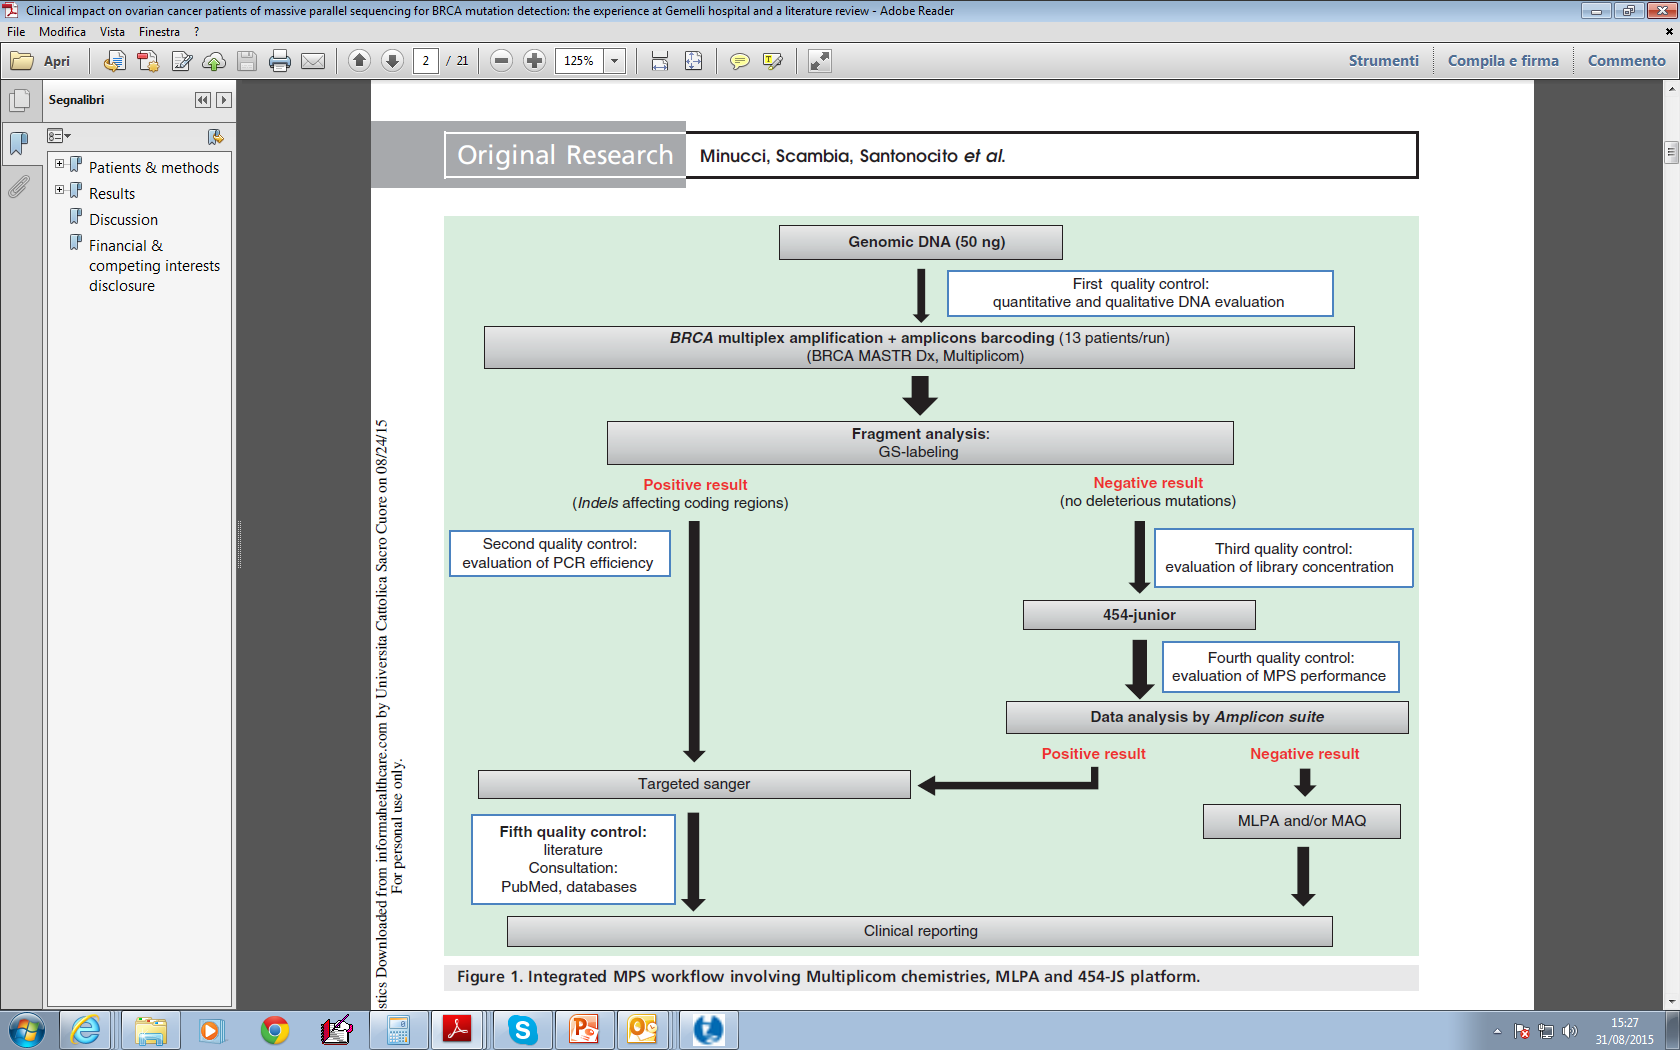 Clinical impact on ovarian cancer patients of massive parallel sequencing for BRCA mutation detection: the experience at Gemelli hospital and a literature review - Adobe Reader
File Modifica Vista Finestra ?
Apri
2 / 21
125%
Strumenti Compila e firma Commento
Segnalibri
Patients & methods
Results
Discussion
Financial &
competing interests
disclosure
Original Research Minucci, Scambia, Santonocito et al.
Genomic DNA (50 ng)
First quality control:
quantitative and qualitative DNA evaluation
BRCA multiplex amplification + amplicons barcoding (13 patients/run)
(BRCA MASTR Dx, Multiplicom)
Fragment analysis:
GS-labeling
Positive result
(Indels affecting coding regions)
Negative result
(no deleterious mutations)
Second quality control:
evaluation of PCR efficiency
Third quality control:
evaluation of library concentration
454-junior
Fourth quality control:
evaluation of MPS performance
Data analysis by Amplicon suite
Positive result
Negative result
Targeted sanger
MLPA and/or MAQ
Fifth quality control:
literature
Consultation:
PubMed, databases
Clinical reporting
Figure 1. Integrated MPS workflow involving Multiplicom chemistries, MLPA and 454-JS platform.
stics Downloaded from informahealthcare.com by Universita Cattolica Sacro Cuore on 08/24/15
For personal use only.
15:27
31/08/2015